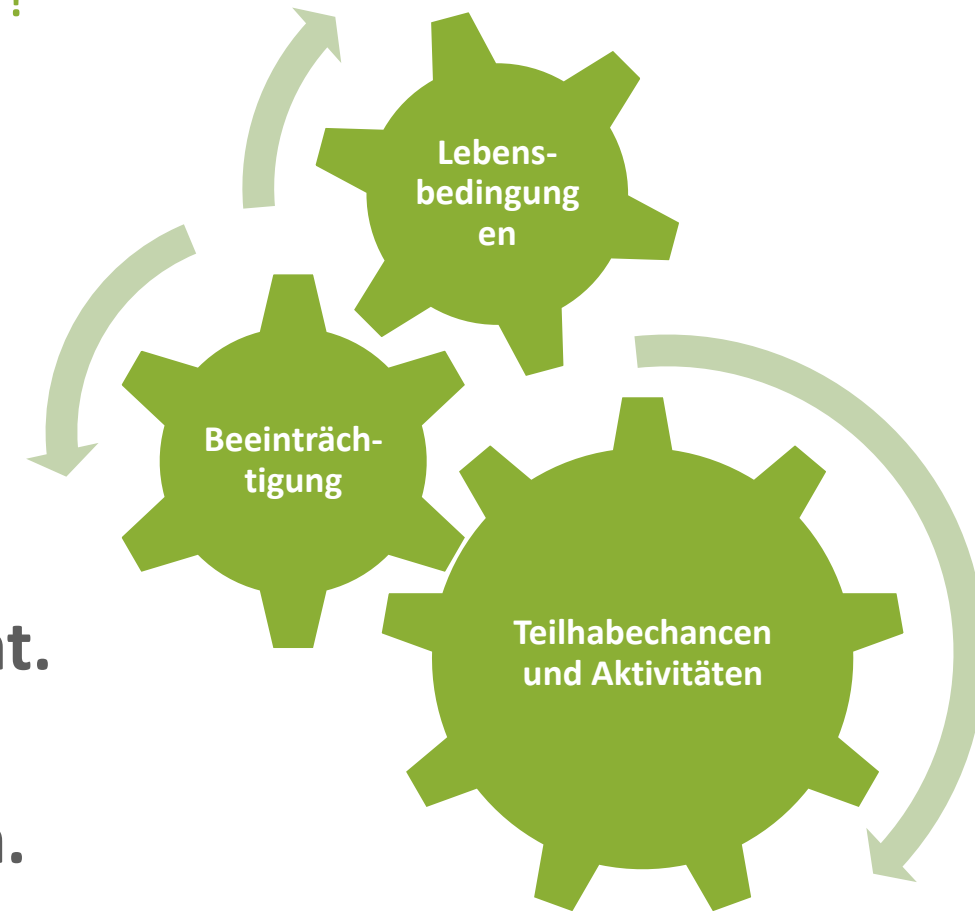 !
Lebens-
bedingung
en
Beeinträch-
tigung
Teilhabechancen
und Aktivitäten
t.